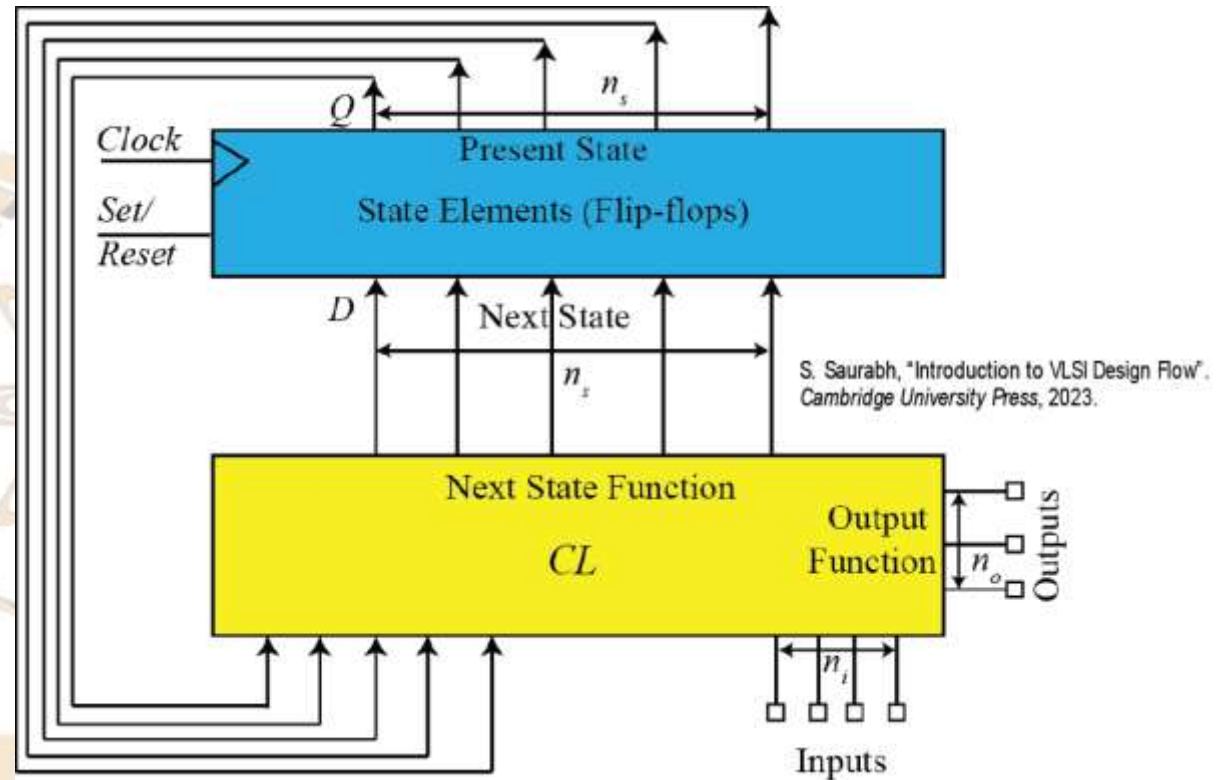 Q
n_s
Clock
Present State
Set/
Reset
State Elements (Flip-flops)
D
Next State
n_s
S. Saurabh, "Introduction to VLSI Design Flow".
Cambridge University Press, 2023.
Next State Function
CL
Output
Function
n_o
Outputs
n_i
Inputs